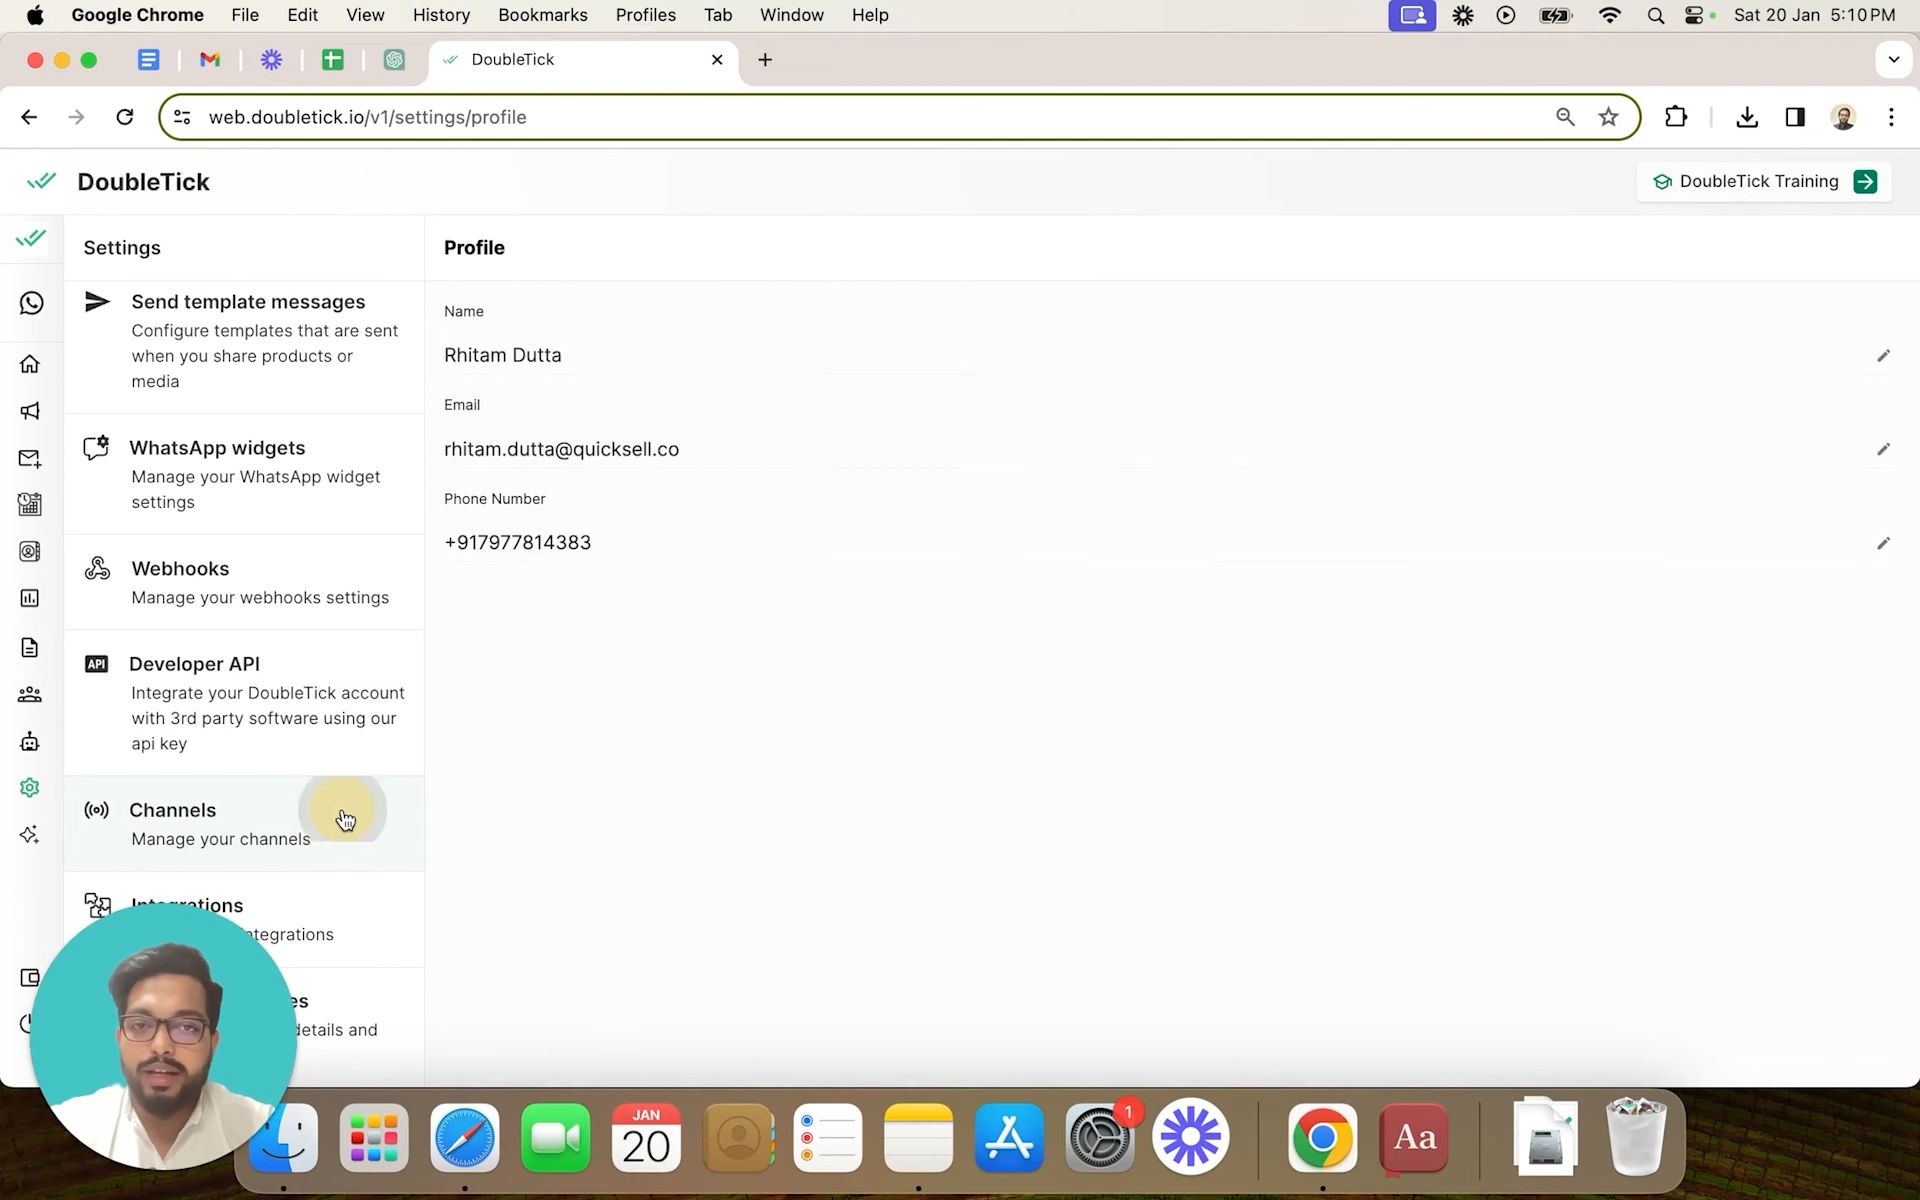 Google Chrome File Edit View History Bookmarks Profiles Tab Window Help Sat 20 Jan 5:10 PM
DoubleTick
web.doubletick.io/v1/settings/profile
DoubleTick
DoubleTick Training
Settings
Send template messages
Configure templates that are sent
when you share products or
media
WhatsApp widgets
Manage your WhatsApp widget
settings
Webhooks
Manage your webhooks settings
API Developer API
Integrate your DoubleTick account
with 3rd party software using our
api key
Channels
Manage your channels
Integrations
integrations
details and
Profile
Name
Rhitam Dutta
Email
rhitam.dutta@quicksell.co
Phone Number
+917977814383
JAN
20
1
Aa